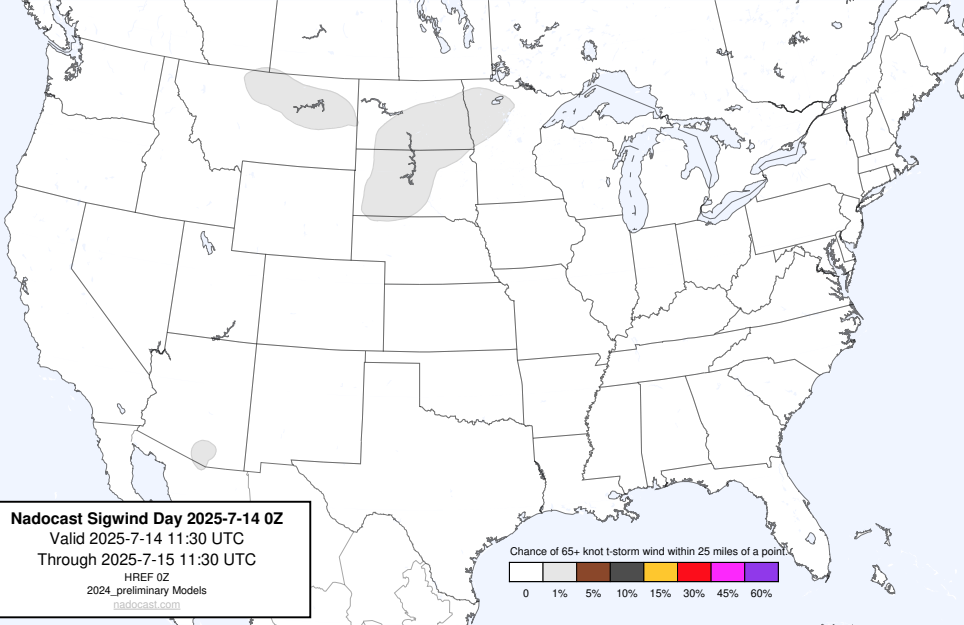 Nadocast Sigwind Day 2025-7-14 0Z
Valid 2025-7-14 11:30 UTC
Through 2025-7-15 11:30 UTC
HREF 0Z
2024_preliminary Models
nadocast.com
Chance of 65+ knot t-storm wind within 25 miles of a point.
0 1% 5% 10% 15% 30% 45% 60%